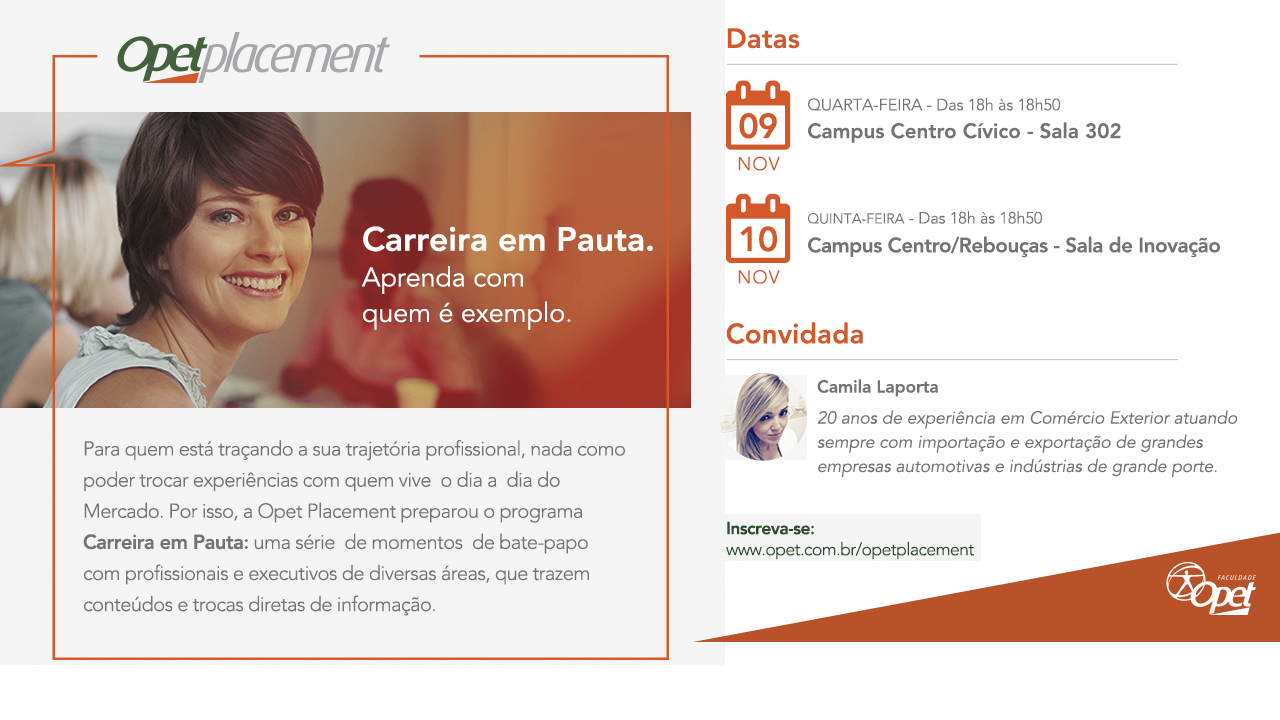 Opetplacement
Carreira em Pauta.
Aprenda com
quem é exemplo.
Para quem está traçando a sua trajetória profissional, nada como
poder trocar experiências com quem vive o dia a dia do
Mercado. Por isso, a Opet Placement preparou o programa
Carreira em Pauta: uma série de momentos de bate-papo
com profissionais e executivos de diversas áreas, que trazem
conteúdos e trocas diretas de informação.
Datas
09
NOV
QUARTA-FEIRA - Das 18h às 18h50
Campus Centro Cívico - Sala 302
10
NOV
QUINTA-FEIRA - Das 18h às 18h50
Campus Centro/Rebouças - Sala de Inovação
Convidada
Camila Laporta
20 anos de experiência em Comércio Exterior atuando
sempre com importação e exportação de grandes
empresas automotivas e indústrias de grande porte.
Inscreva-se:
www.opet.com.br/opetplacement
FACULDADE
Opet